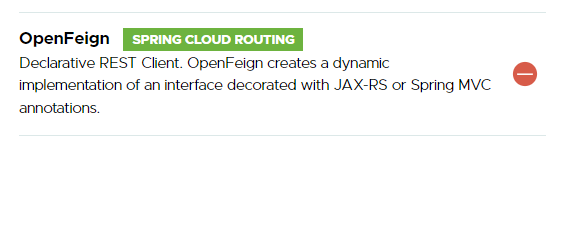 OpenFeign SPRING CLOUD ROUTING
Declarative REST Client. OpenFeign creates a dynamic
implementation of an interface decorated with JAX-RS or Spring MVC
annotations.